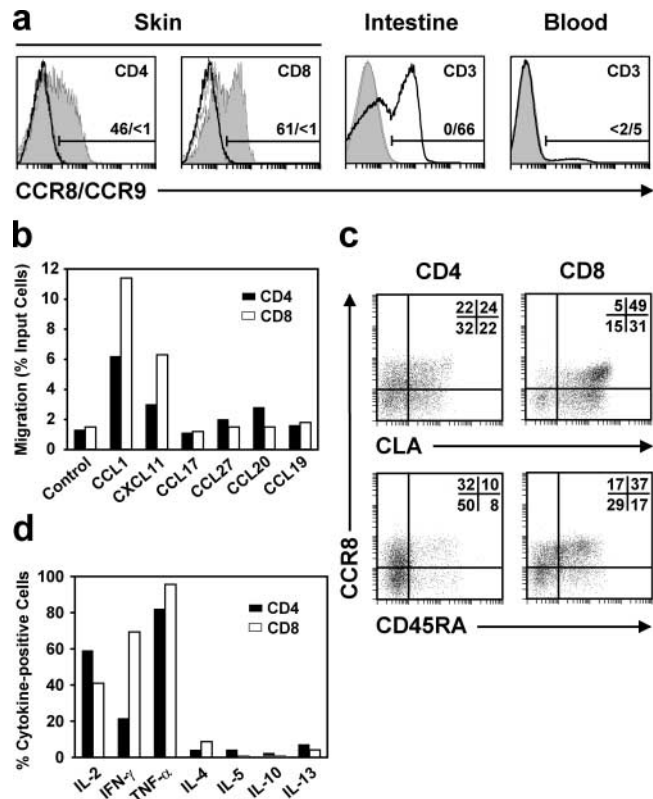 a
Skin
Intestine
Blood
CD4
46/<1
CD8
61/<1
CD3
0/66
CD3
<2/5
CCR8/CCR9
b
Migration (% Input Cells)
12
10
8
6
4
2
0
CD4
CD8
Control
CCL1
CXCL11
CCL17
CCL27
CCL20
CCL19
c
CD4
CD8
22 24
32 22
5 49
15 31
CLA
32 10
50 8
17 37
29 17
CCR8
CD45RA
d
% Cytokine-positive Cells
100
80
60
40
20
0
CD4
CD8
IL-2
IFN-γ
TNF-α
IL-4
IL-5
IL-10
IL-13